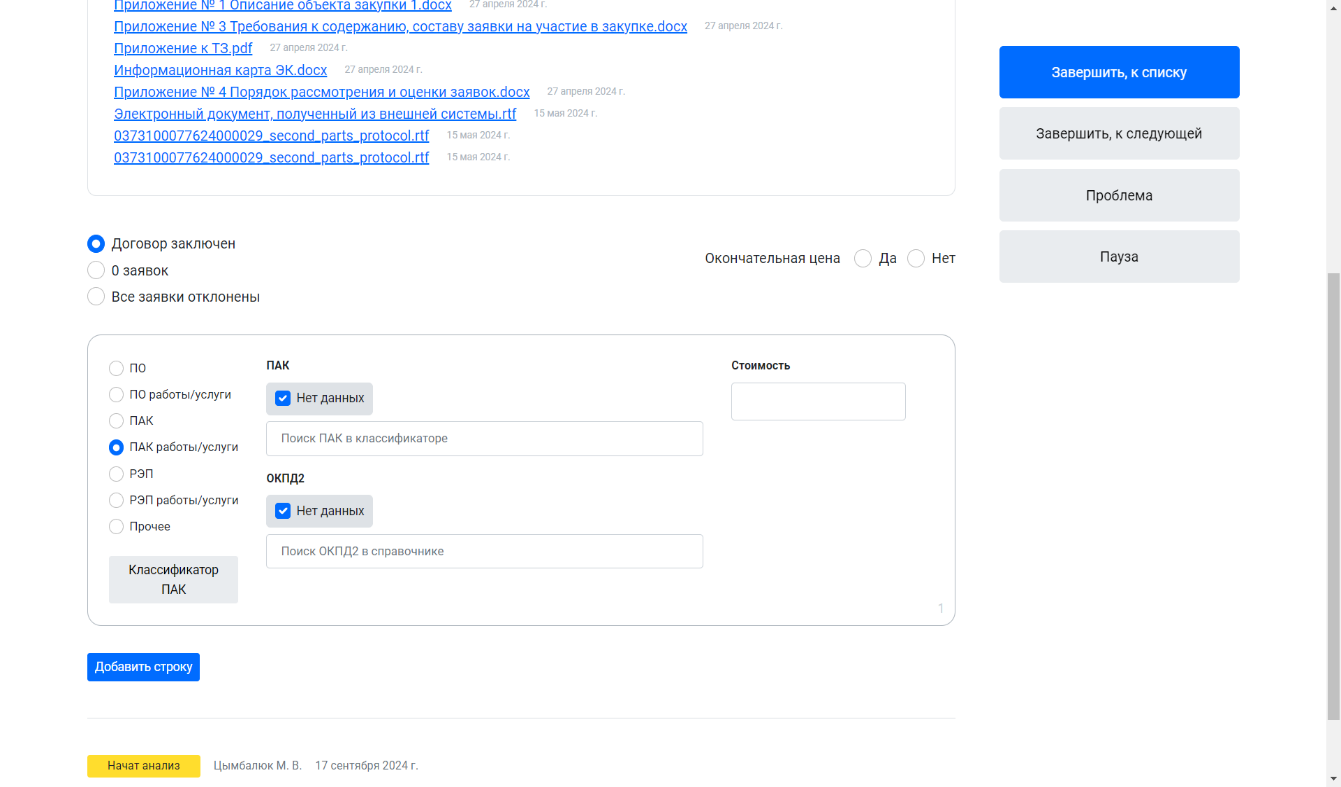 Приложение № 1 Описание объекта закупки 1.docx 27 апреля 2024 г.
Приложение № 3 Требования к содержанию, составу заявки на участие в закупке.docx 27 апреля 2024 г.
Приложение к ТЗ.pdf 27 апреля 2024 г.
Информационная карта ЭК.docx 27 апреля 2024 г.
Приложение № 4 Порядок рассмотрения и оценки заявок.docx 27 апреля 2024 г.
Электронный документ, полученный из внешней системы.rtf 15 мая 2024 г.
0373100077624000029_second_parts_protocol.rtf 15 мая 2024 г.
0373100077624000029_second_parts_protocol.rtf 15 мая 2024 г.
Завершить, к списку
Завершить, к следующей
Проблема
Пауза
Договор заключен
0 заявок
Все заявки отклонены
Окончательная цена Да Нет
ПО
ПО работы/услуги
ПАК
ПАК работы/услуги
РЭП
РЭП работы/услуги
Прочее
Классификатор
ПАК
ПАК
Нет данных
Поиск ПАК в классификаторе
ОКПД2
Нет данных
Поиск ОКПД2 в справочнике
Стоимость
1
Добавить строку
Начат анализ Цымбалюк М. В. 17 сентября 2024 г.